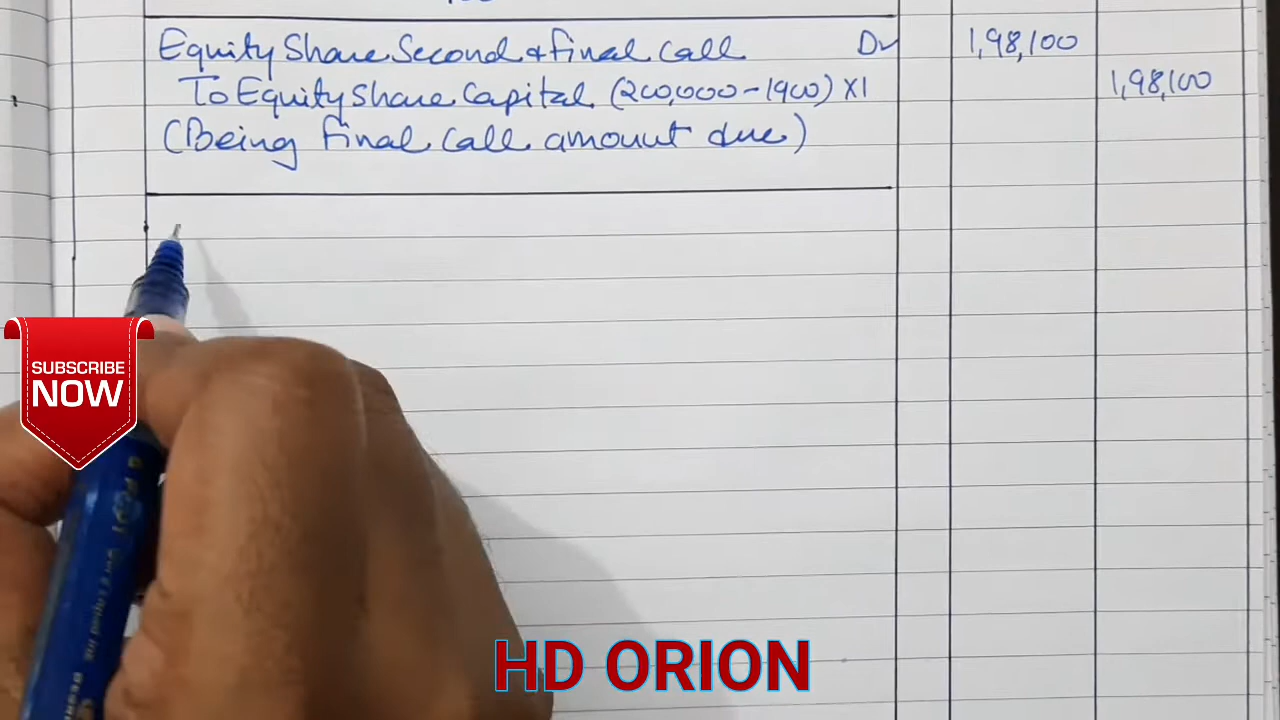 Equity Share Second & final call Dr 1,98,100
To Equity Share Capital (200,000-1900) X1 1,98,100
(Being final call amount due)
SUBSCRIBE
NOW
HD ORION